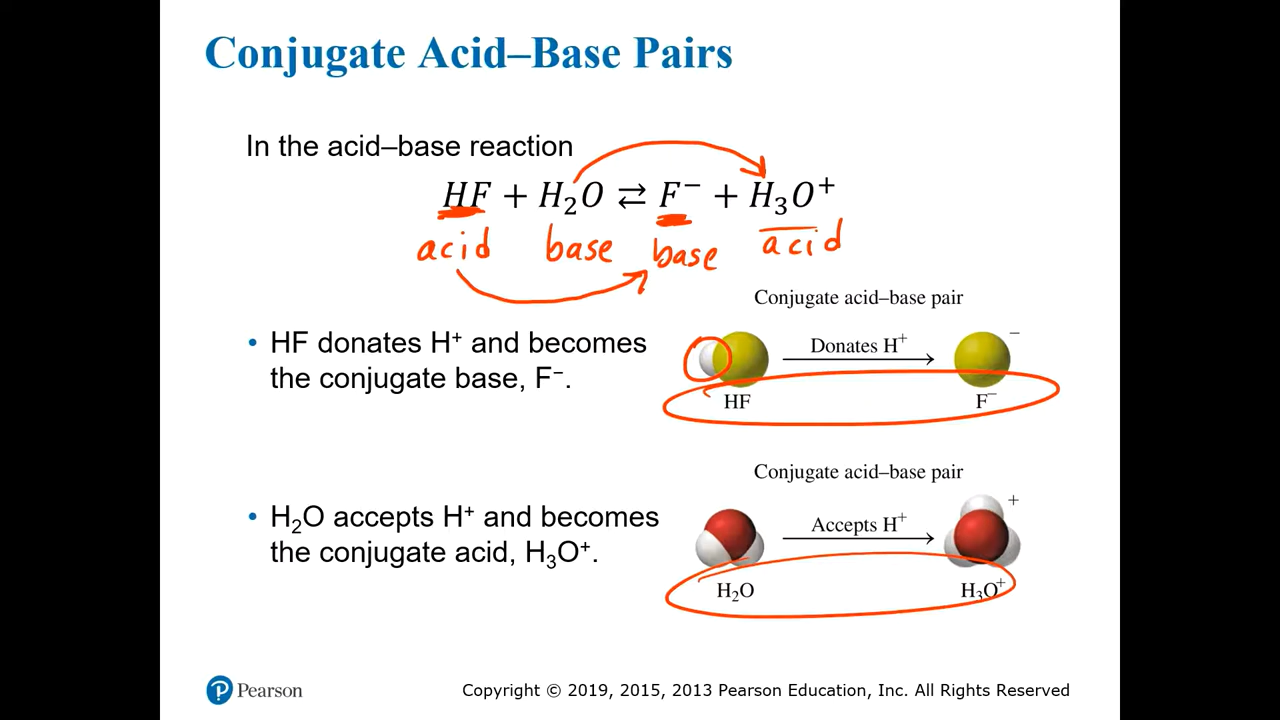 Conjugate Acid–Base Pairs
In the acid–base reaction
HF + H₂O ⇄ F⁻ + H₃O⁺
acid base base acid
Conjugate acid–base pair
• HF donates H⁺ and becomes
the conjugate base, F⁻.
Donates H⁺
−
HF F⁻
Conjugate acid–base pair
• H₂O accepts H⁺ and becomes
the conjugate acid, H₃O⁺.
Accepts H⁺
+
H₂O H₃O⁺
P Pearson
Copyright © 2019, 2015, 2013 Pearson Education, Inc. All Rights Reserved